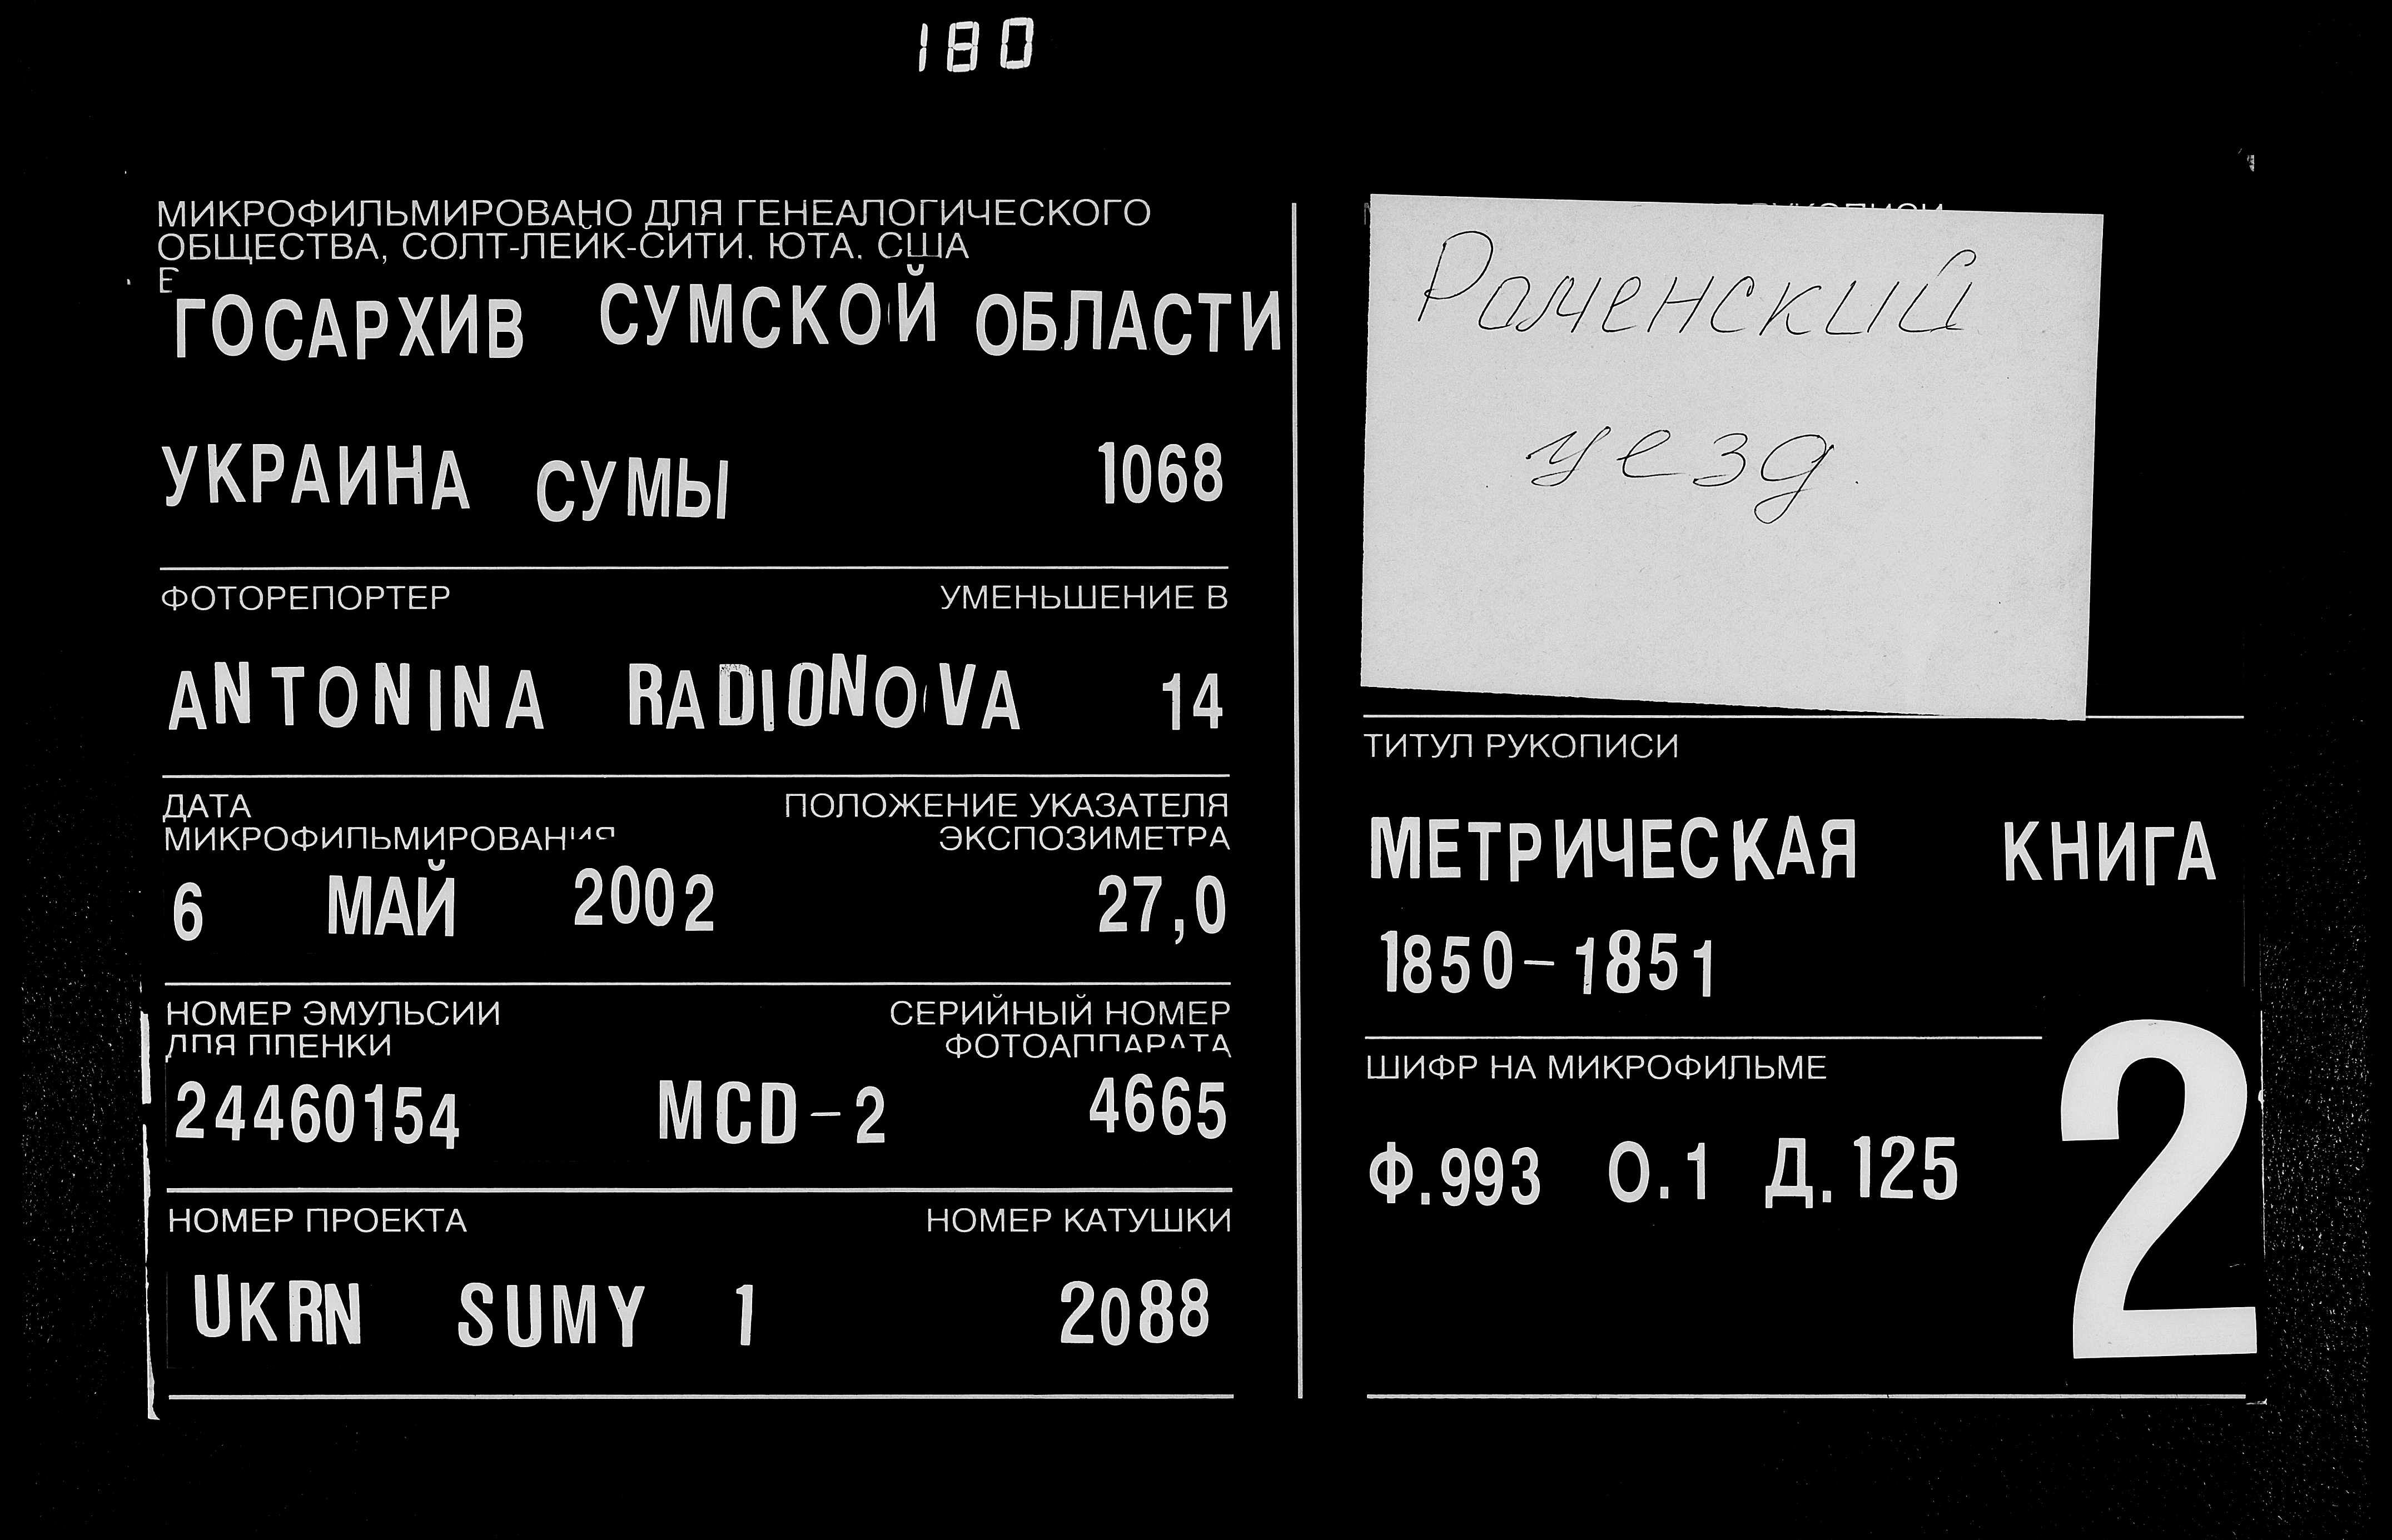 180
МИКРОФИЛЬМИРОВАНО ДЛЯ ГЕНЕАЛОГИЧЕСКОГО
ОБЩЕСТВА, СОЛТ-ЛЕЙК-СИТИ, ЮТА, США
В
ГОСАРХИВ СУМСКОЙ ОБЛАСТИ
УКРАИНА СУМЫ 1068
ФОТОРЕПОРТЕР УМЕНЬШЕНИЕ В
ANTONINA RADIONOVA 14
ДАТА ПОЛОЖЕНИЕ УКАЗАТЕЛЯ
МИКРОФИЛЬМИРОВАНИЯ ЭКСПОЗИМЕТРА
6 МАЙ 2002 27,0
НОМЕР ЭМУЛЬСИИ СЕРИЙНЫЙ НОМЕР
ДЛЯ ПЛЕНКИ ФОТОАППАРАТА
24460154 MCD-2 4665
НОМЕР ПРОЕКТА НОМЕР КАТУШКИ
UKRN SUMY 1 2088
РУКОПИСИ
Роменский
уезд
ТИТУЛ РУКОПИСИ
МЕТРИЧЕСКАЯ КНИГА
1850-1851
ШИФР НА МИКРОФИЛЬМЕ
Ф.993 О.1 Д.125
2